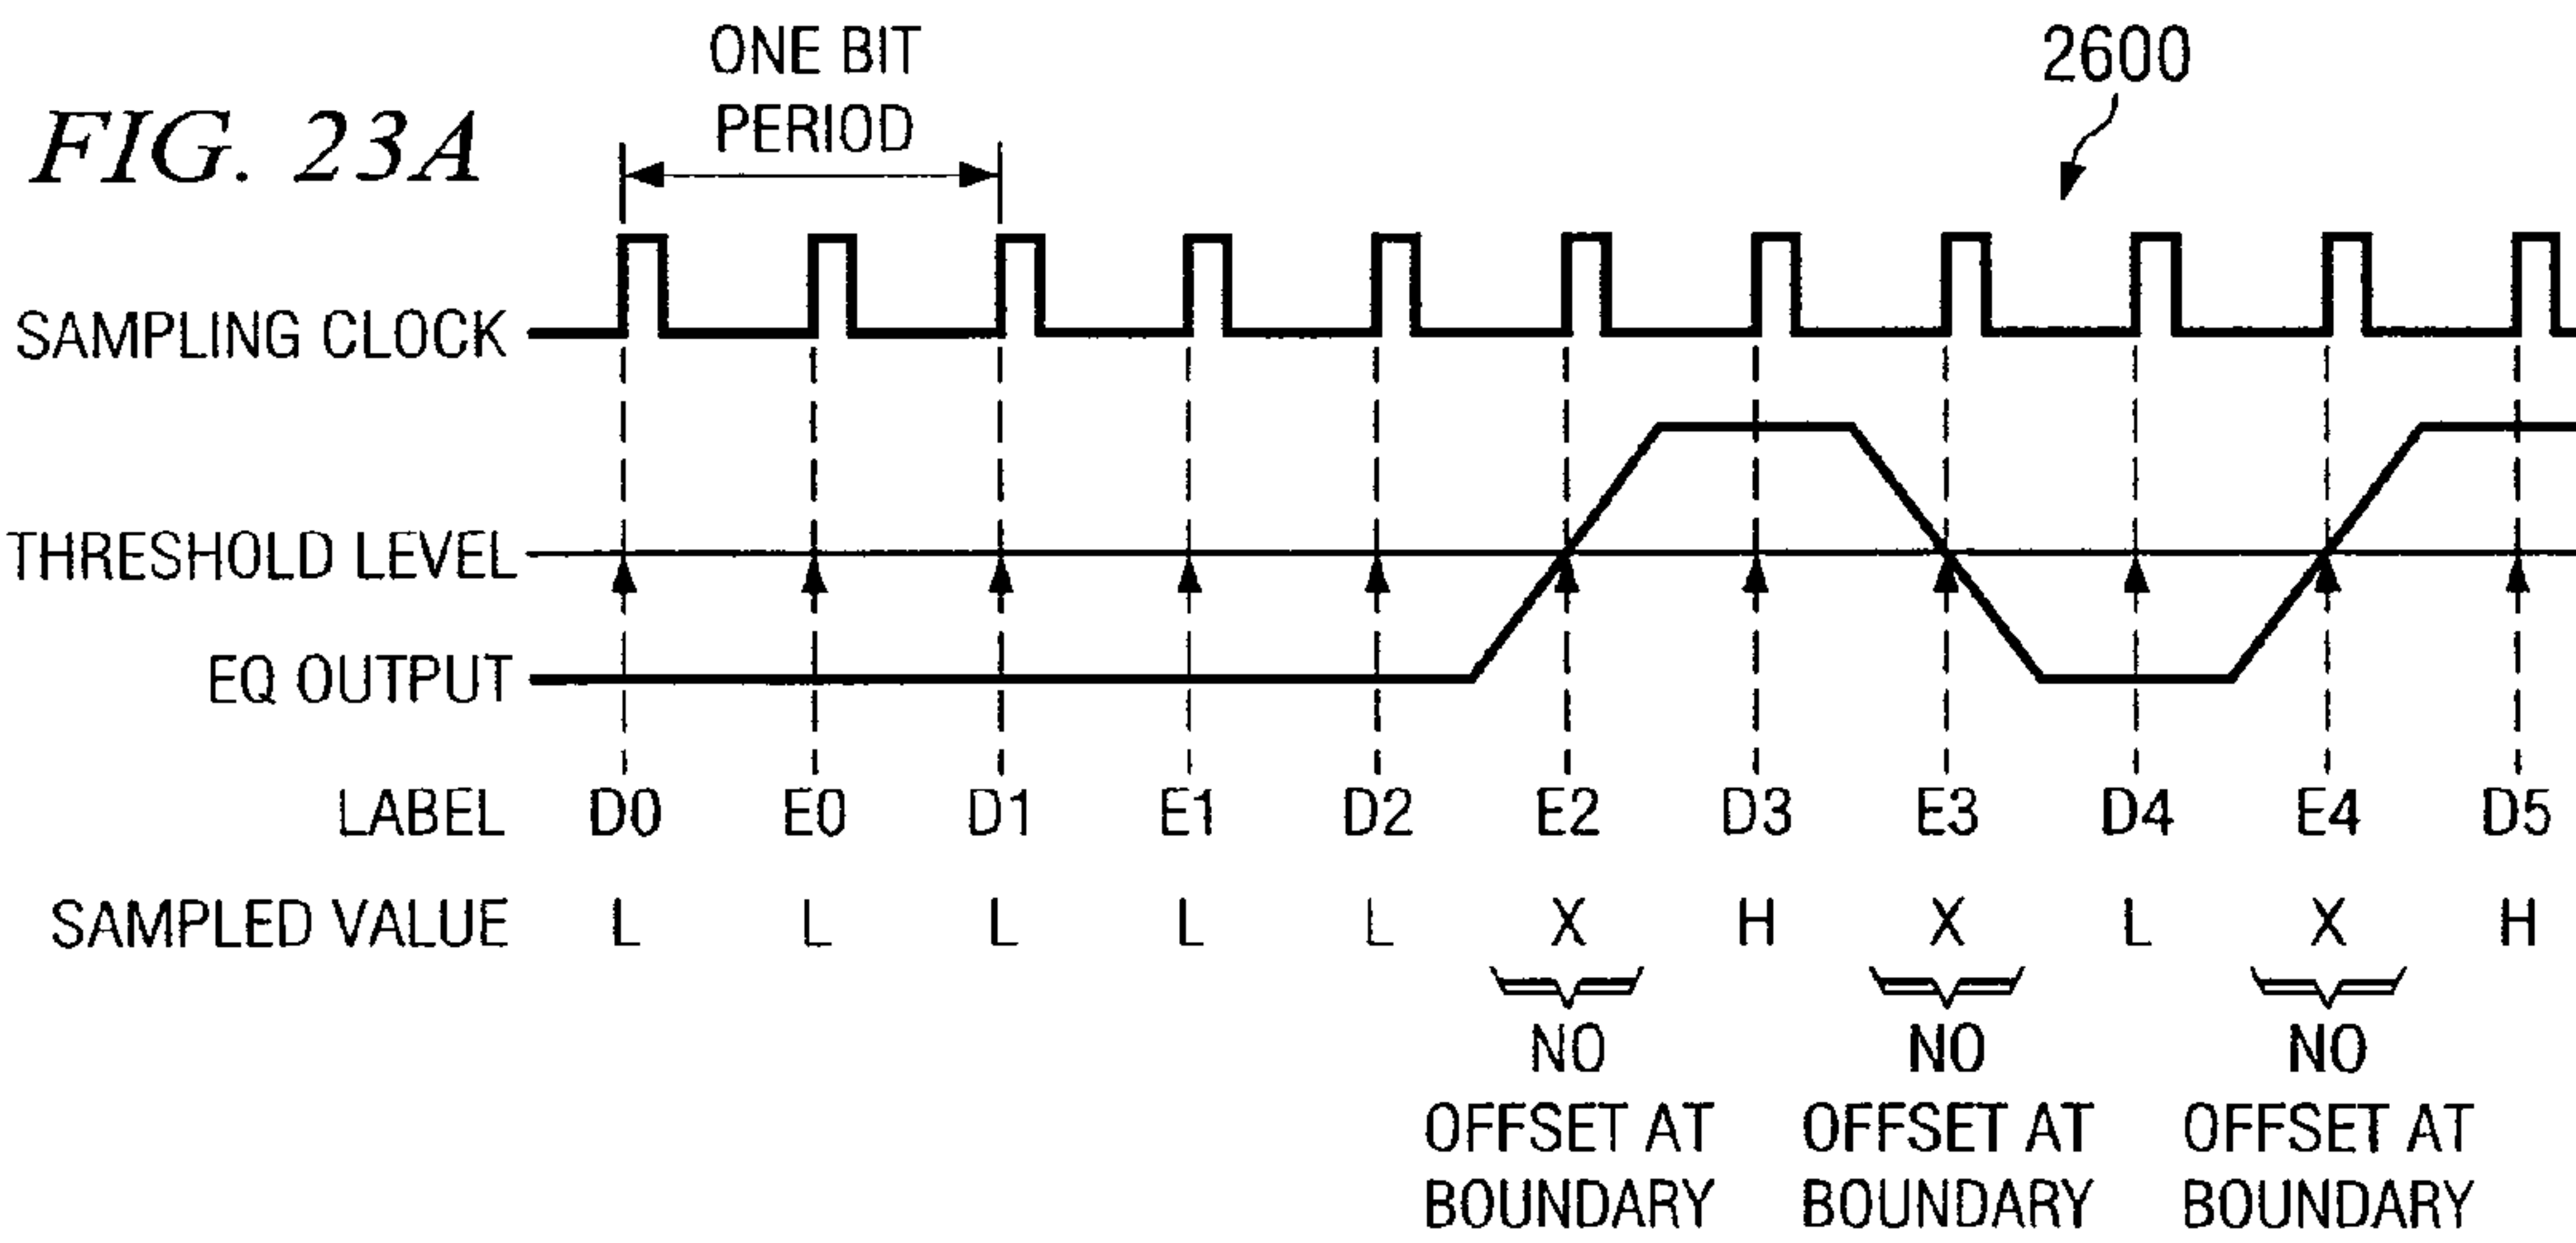 FIG. 23A
ONE BIT
PERIOD
2600
SAMPLING CLOCK
THRESHOLD LEVEL
EQ OUTPUT
LABEL D0 E0 D1 E1 D2 E2 D3 E3 D4 E4 D5
SAMPLED VALUE L L L L L X H X L X H
NO NO NO
OFFSET AT OFFSET AT OFFSET AT
BOUNDARY BOUNDARY BOUNDARY